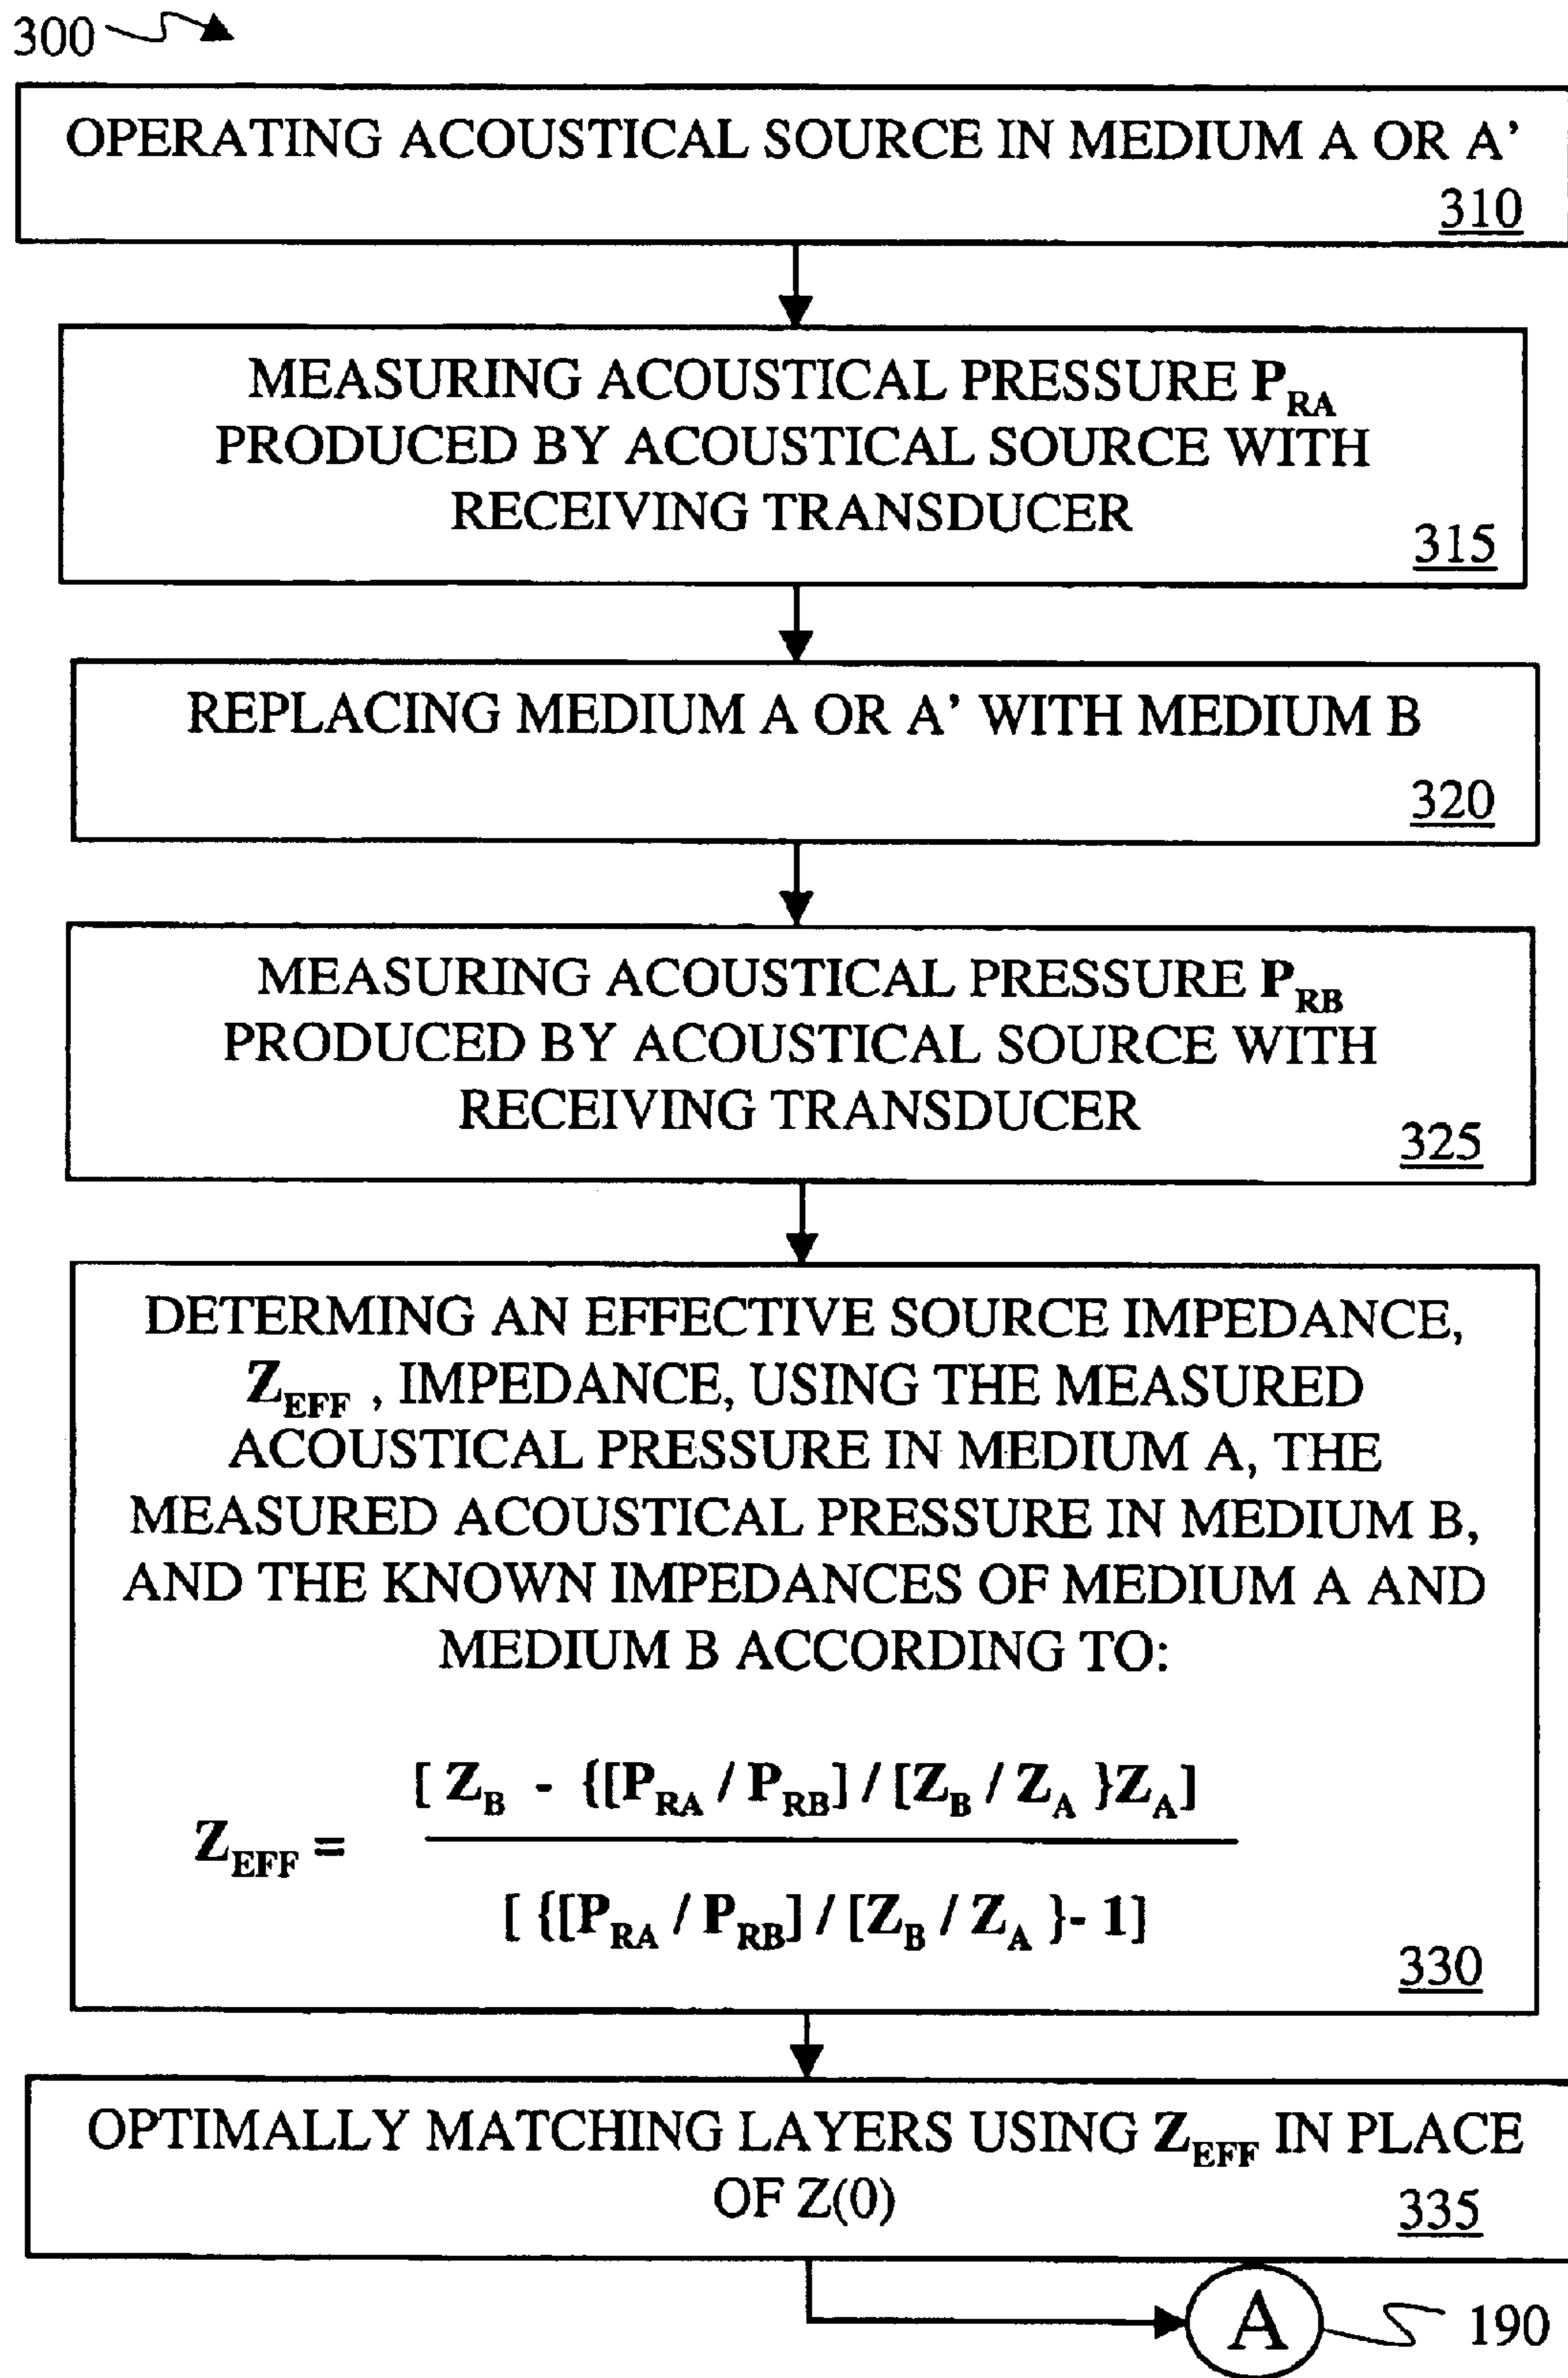 300
OPERATING ACOUSTICAL SOURCE IN MEDIUM A OR A'
310
MEASURING ACOUSTICAL PRESSURE P_RA
PRODUCED BY ACOUSTICAL SOURCE WITH
RECEIVING TRANSDUCER
315
REPLACING MEDIUM A OR A' WITH MEDIUM B
320
MEASURING ACOUSTICAL PRESSURE P_RB
PRODUCED BY ACOUSTICAL SOURCE WITH
RECEIVING TRANSDUCER
325
DETERMING AN EFFECTIVE SOURCE IMPEDANCE,
Z_EFF , IMPEDANCE, USING THE MEASURED
ACOUSTICAL PRESSURE IN MEDIUM A, THE
MEASURED ACOUSTICAL PRESSURE IN MEDIUM B,
AND THE KNOWN IMPEDANCES OF MEDIUM A AND
MEDIUM B ACCORDING TO:
[ Z_B - {[P_RA / P_RB] / [Z_B / Z_A }Z_A]
Z_EFF =
[ {[P_RA / P_RB] / [Z_B / Z_A }- 1]
330
OPTIMALLY MATCHING LAYERS USING Z_EFF IN PLACE
OF Z(0)
335
A
190